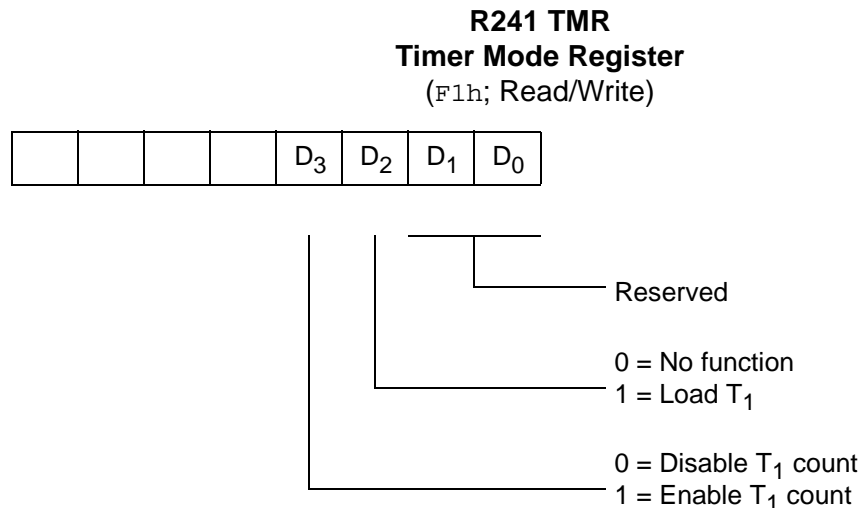 R241 TMR
Timer Mode Register
(F1h; Read/Write)
D3 D2 D1 D0
Reserved
0 = No function
1 = Load T1
0 = Disable T1 count
1 = Enable T1 count